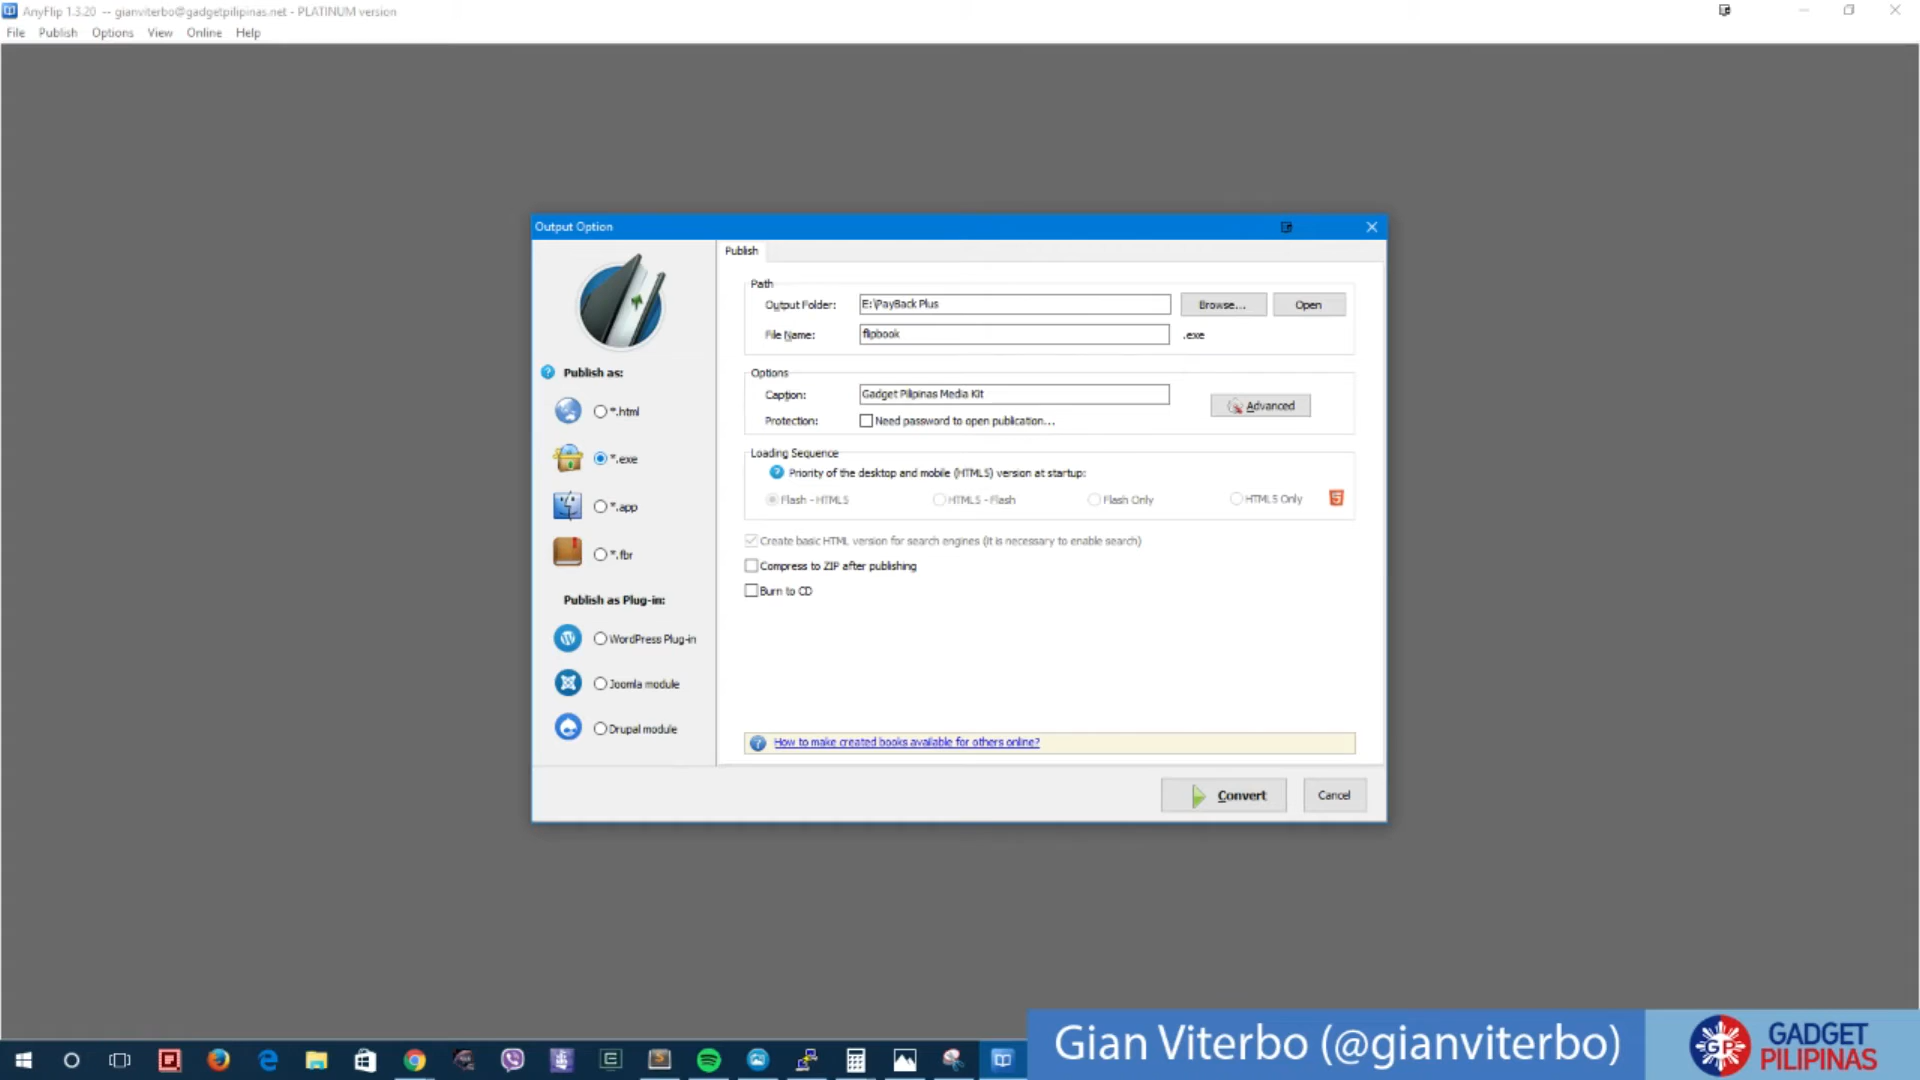 AnyFlip 1.3.20 -- gianviterbo@gadgetpilipinas.net - PLATINUM version
File Publish Options View Online Help
Output Option
Publish
Path
Output Folder: E:\PayBack Plus Browse... Open
File Name: flipbook .exe
Publish as:
Options
Caption: Gadget Pilipinas Media Kit
Advanced
*.html
Protection: Need password to open publication...
Loading Sequence
*.exe
Priority of the desktop and mobile (HTML5) version at startup:
Flash - HTML5 HTML5 - Flash Flash Only HTML5 Only
*.app
Create basic HTML version for search engines (it is necessary to enable search)
*.fbr
Compress to ZIP after publishing
Burn to CD
Publish as Plug-in:
WordPress Plug-in
Joomla module
Drupal module
How to make created books available for others online?
Convert Cancel
Gian Viterbo (@gianviterbo)
GP
GADGET
PILIPINAS